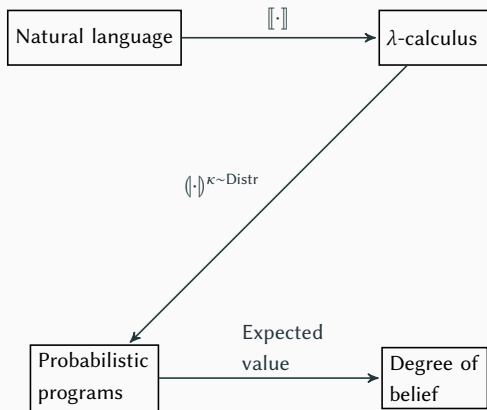 ⟦·⟧
Natural language
λ-calculus
⦇·⦈^κ∼Distr
Expected
value
Probabilistic
programs
Degree of
belief